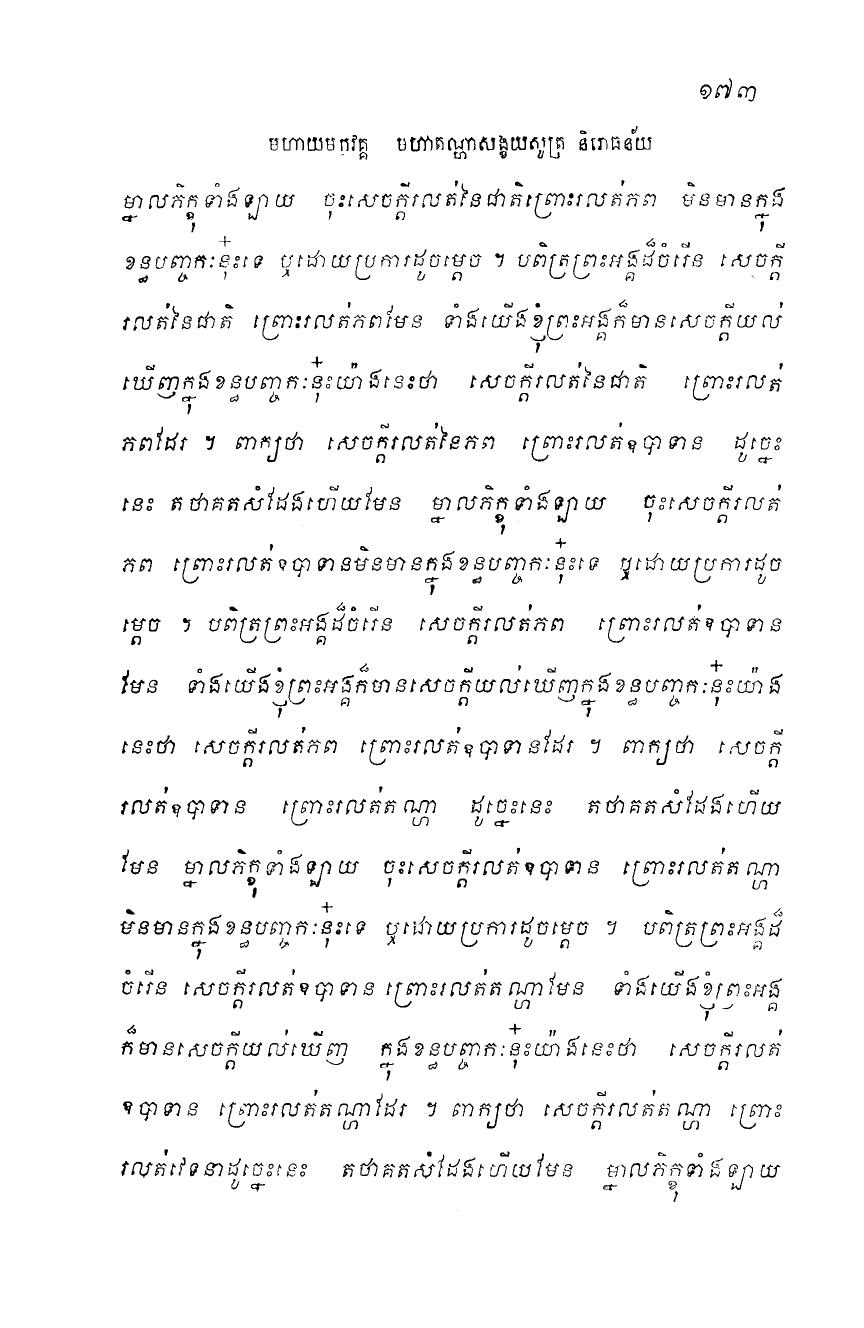 ១៧៣
មហាយមកវគ្គ មហាតណ្ហាសង្ខយសូត្រ និរោធន័យ
ម្នាលភិក្ខុទាំងឡាយ ចុះសេចក្តីរលត់នៃជាតិព្រោះរលត់ភព មិនមានក្នុង
ខន្ធបញ្ចកៈនុ៎ះទេ ឬដោយប្រការដូចម្តេច ។ បពិត្រព្រះអង្គដ៏ចំរើន សេចក្តី
រលត់នៃជាតិ ព្រោះរលត់ភពមែន ទាំងយើងខ្ញុំព្រះអង្គក៏មានសេចក្តីយល់
ឃើញក្នុងខន្ធបញ្ចកៈនុ៎ះយ៉ាងនេះថា សេចក្តីរលត់នៃជាតិ ព្រោះរលត់
ភពដែរ ។ ពាក្យថា សេចក្តីរលត់នៃភព ព្រោះរលត់ឧបាទាន ដូច្នេះ
នេះ តថាគតសំដែងហើយមែន ម្នាលភិក្ខុទាំងឡាយ ចុះសេចក្តីរលត់
ភព ព្រោះរលត់ឧបាទានមិនមានក្នុងខន្ធបញ្ចកៈនុ៎ះទេ ឬដោយប្រការដូច
ម្តេច ។ បពិត្រព្រះអង្គដ៏ចំរើន សេចក្តីរលត់ភព ព្រោះរលត់ឧបាទាន
មែន ទាំងយើងខ្ញុំព្រះអង្គក៏មានសេចក្តីយល់ឃើញក្នុងខន្ធបញ្ចកៈនុ៎ះយ៉ាង
នេះថា សេចក្តីរលត់ភព ព្រោះរលត់ឧបាទានដែរ ។ ពាក្យថា សេចក្តី
រលត់ឧបាទាន ព្រោះរលត់តណ្ហា ដូច្នេះនេះ តថាគតសំដែងហើយ
មែន ម្នាលភិក្ខុទាំងឡាយ ចុះសេចក្តីរលត់ឧបាទាន ព្រោះរលត់តណ្ហា
មិនមានក្នុងខន្ធបញ្ចកៈនុ៎ះទេ ឬដោយប្រការដូចម្តេច ។ បពិត្រព្រះអង្គដ៏
ចំរើន សេចក្តីរលត់ឧបាទាន ព្រោះរលត់តណ្ហាមែន ទាំងយើងខ្ញុំព្រះអង្គ
ក៏មានសេចក្តីយល់ឃើញ ក្នុងខន្ធបញ្ចកៈនុ៎ះយ៉ាងនេះថា សេចក្តីរលត់
ឧបាទាន ព្រោះរលត់តណ្ហាដែរ ។ ពាក្យថា សេចក្តីរលត់តណ្ហា ព្រោះ
រលត់វេទនាដូច្នេះនេះ តថាគតសំដែងហើយមែន ម្នាលភិក្ខុទាំងឡាយ